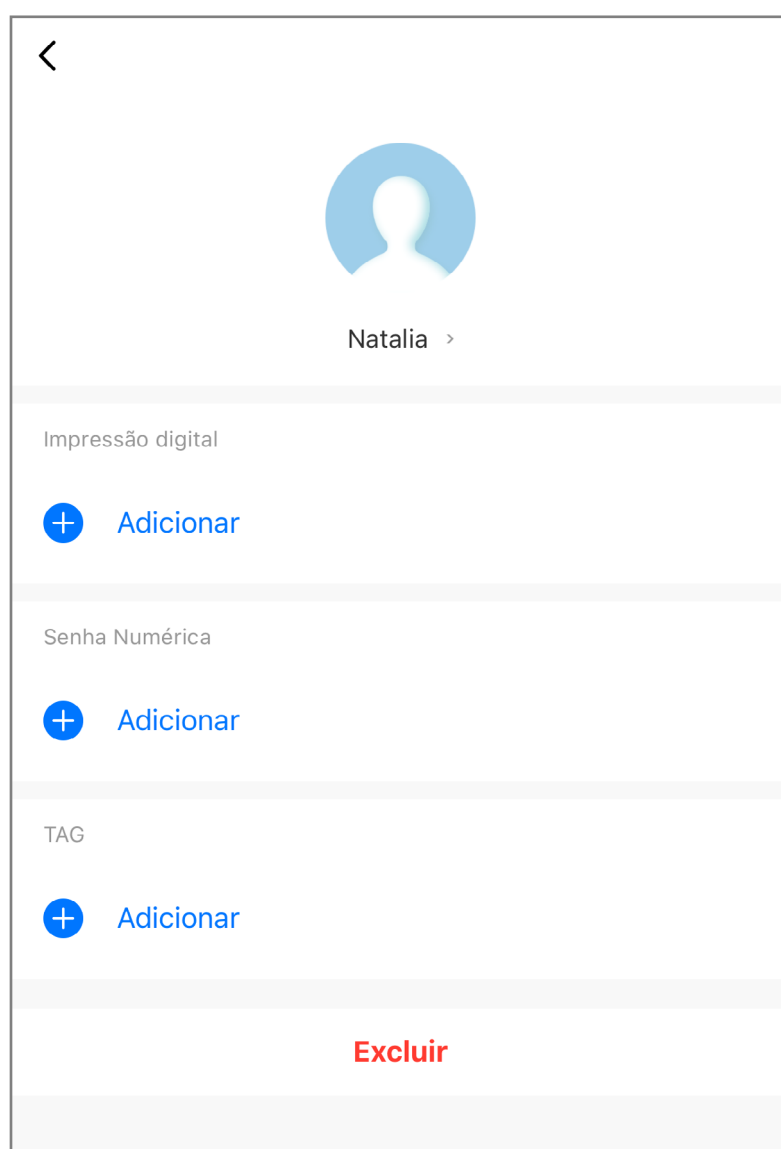 Natalia
Impressão digital
Adicionar
Senha Numérica
Adicionar
TAG
Adicionar
Excluir